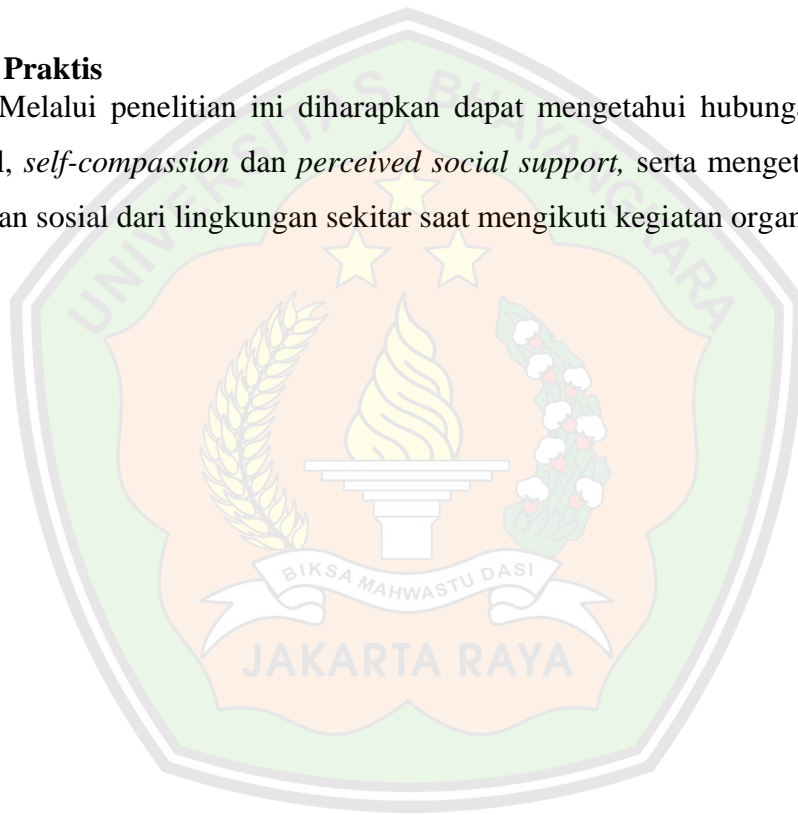 Praktis
Melalui penelitian ini diharapkan dapat mengetahui hubunga
l, self-compassion dan perceived social support, serta menget
an sosial dari lingkungan sekitar saat mengikuti kegiatan organ
UNIVERSITAS BHAYANGKARA
BIKSA MAHWASTU DASI
JAKARTA RAYA